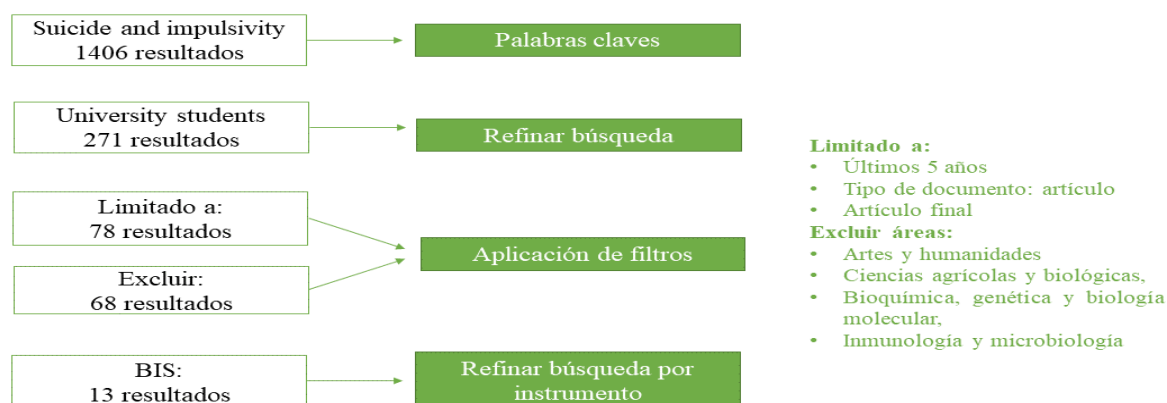 Suicide and impulsivity
1406 resultados
Palabras claves
University students
271 resultados
Refinar búsqueda
Limitado a:
78 resultados
Excluir:
68 resultados
Aplicación de filtros
BIS:
13 resultados
Refinar búsqueda por
instrumento
Limitado a:
• Últimos 5 años
• Tipo de documento: artículo
• Artículo final
Excluir áreas:
• Artes y humanidades
• Ciencias agrícolas y biológicas,
• Bioquímica, genética y biología
molecular,
• Inmunología y microbiología